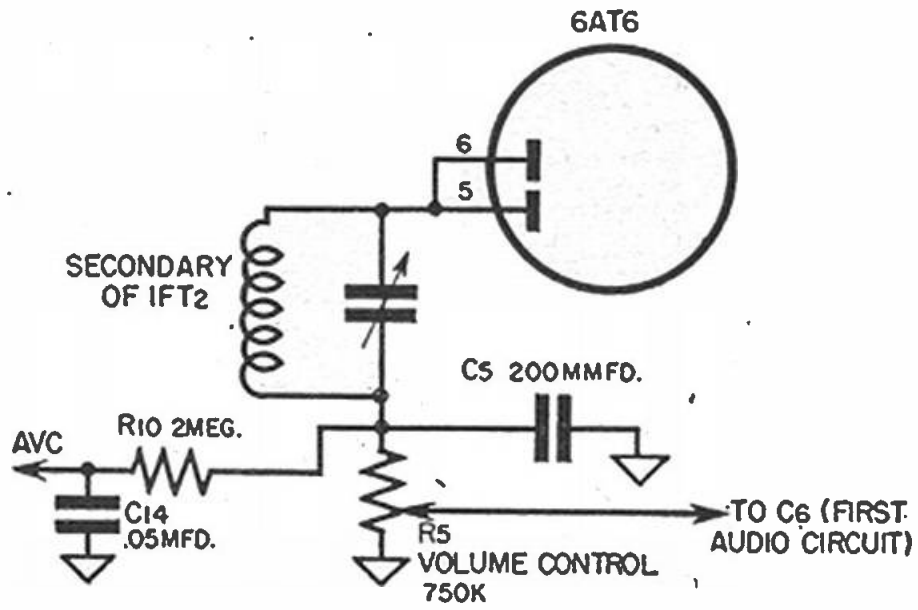 6AT6
6
5
SECONDARY
OF IFT2
C5 200MMFD.
R10 2MEG.
AVC
C14
.05MFD.
R5
VOLUME CONTROL
750K
TO C6 (FIRST
AUDIO CIRCUIT)